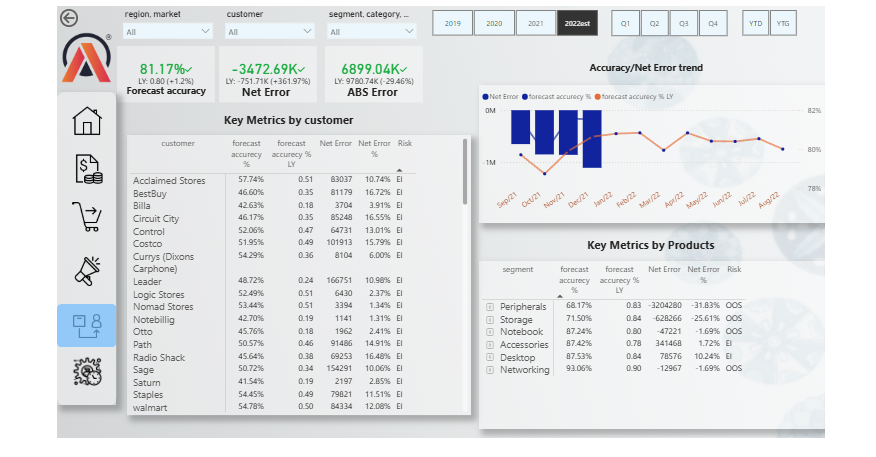 region, market
customer
segment, category, ...
All
All
All
2019
2020
2021
2022est
Q1
Q2
Q3
Q4
YTD
YTG
®
81.17%
LY: 0.80 (+1.2%)
Forecast accuracy
-3472.69K
LY: -751.71K (+361.97%)
Net Error
6899.04K
LY: 9780.74K (-29.46%)
ABS Error
Key Metrics by customer
customer forecast accurecy % forecast accurecy % LY Net Error Net Error % Risk
Acclaimed Stores 57.74% 0.51 83037 10.74% EI
BestBuy 46.60% 0.35 81179 16.72% EI
Billa 42.63% 0.18 3704 3.91% EI
Circuit City 46.17% 0.35 85248 16.55% EI
Control 52.06% 0.47 64731 13.01% EI
Costco 51.95% 0.49 101913 15.79% EI
Currys (Dixons 54.29% 0.36 8104 6.00% EI
Carphone)
Leader 48.72% 0.24 166751 10.98% EI
Logic Stores 52.49% 0.51 6430 2.37% EI
Nomad Stores 53.44% 0.51 3394 1.34% EI
Notebillig 42.70% 0.19 1141 1.31% EI
Otto 45.76% 0.18 1962 2.41% EI
Path 50.57% 0.46 91486 14.91% EI
Radio Shack 45.64% 0.38 69253 16.48% EI
Sage 50.72% 0.34 154291 10.06% EI
Saturn 41.54% 0.19 2197 2.85% EI
Staples 54.45% 0.49 79821 11.51% EI
walmart 54.78% 0.50 84334 12.08% EI
Accuracy/Net Error trend
Net Error forecast accuracy % forecast accuracy % LY
0M
-1M
82%
80%
78%
Sep/21 Oct/21 Nov/21 Dec/21 Jan/22 Feb/22 Mar/22 Apr/22 May/22 Jun/22 Jul/22 Aug/22
Key Metrics by Products
segment forecast accurecy % forecast accurecy % LY Net Error Net Error % Risk
Peripherals 68.17% 0.83 -3204280 -31.83% OOS
Storage 71.50% 0.84 -628266 -25.61% OOS
Notebook 87.24% 0.80 -47221 -1.69% OOS
Accessories 87.42% 0.78 341468 1.72% EI
Desktop 87.53% 0.84 78576 10.24% EI
Networking 93.06% 0.90 -12967 -1.69% OOS